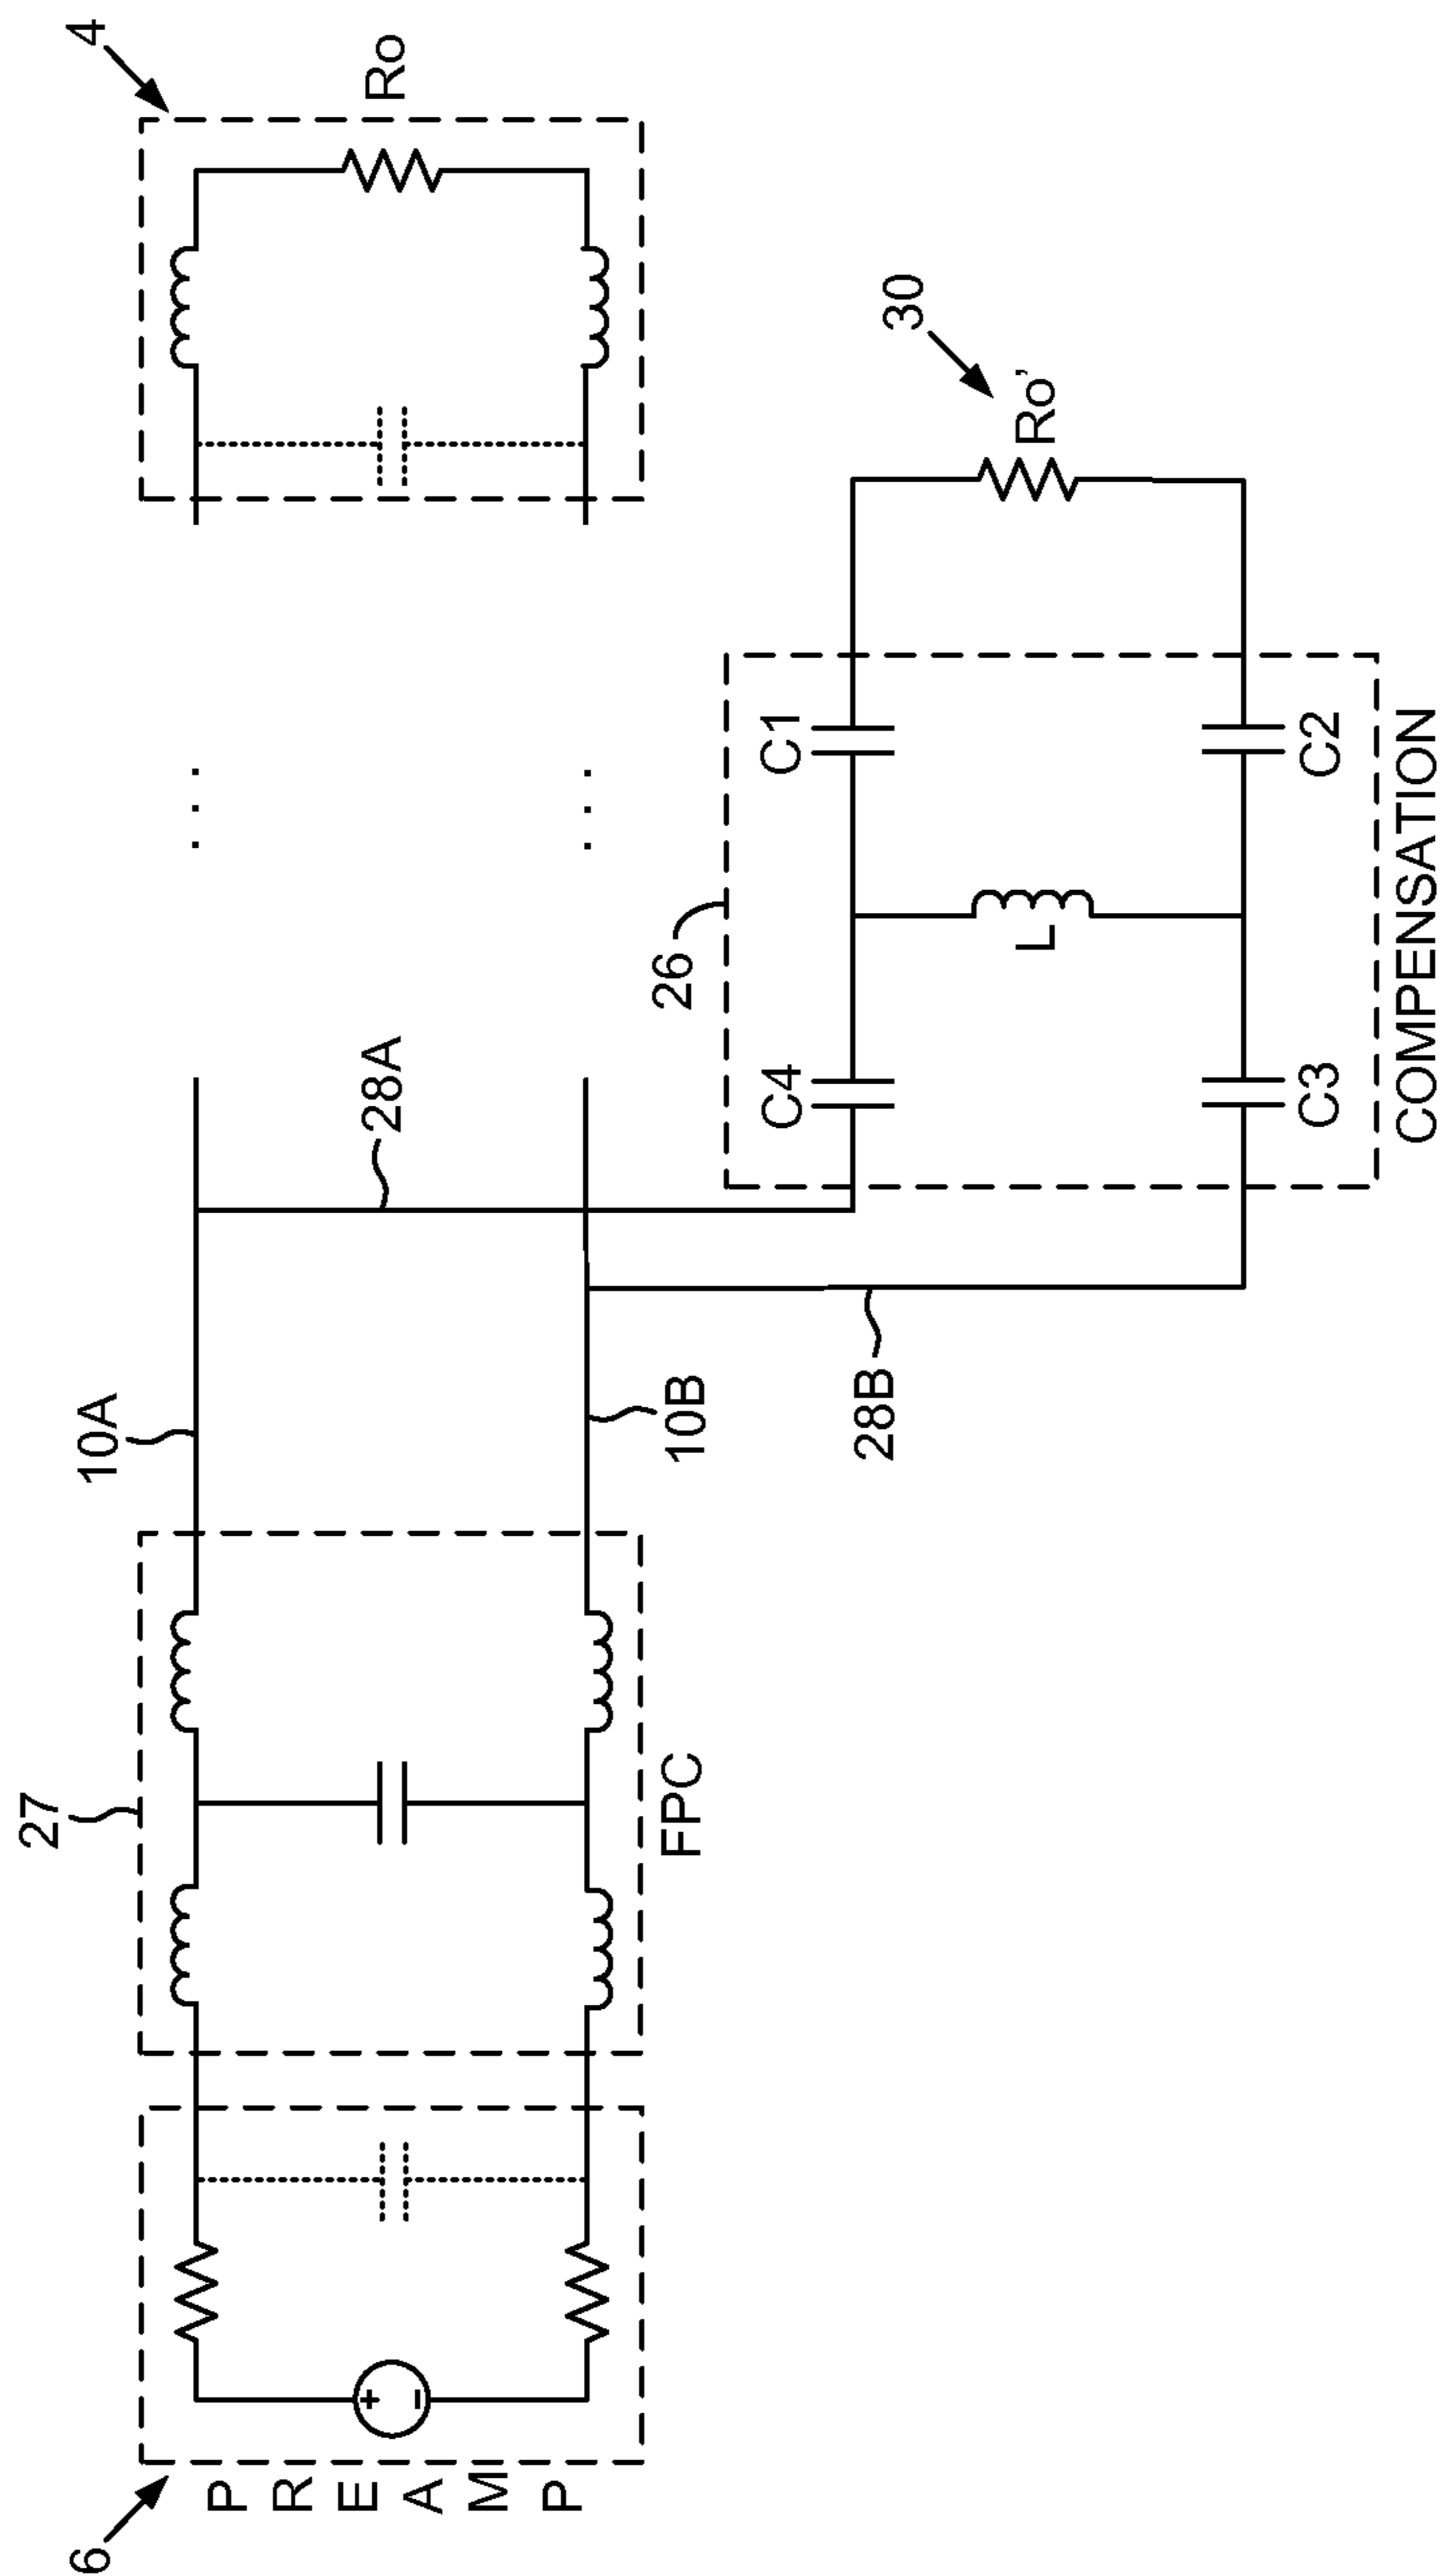 4
Ro
10A
28A
27
10B
FPC
6
PREAMP
+
−
28B
26
30
Ro’
C4
C1
L
C3
C2
COMPENSATION